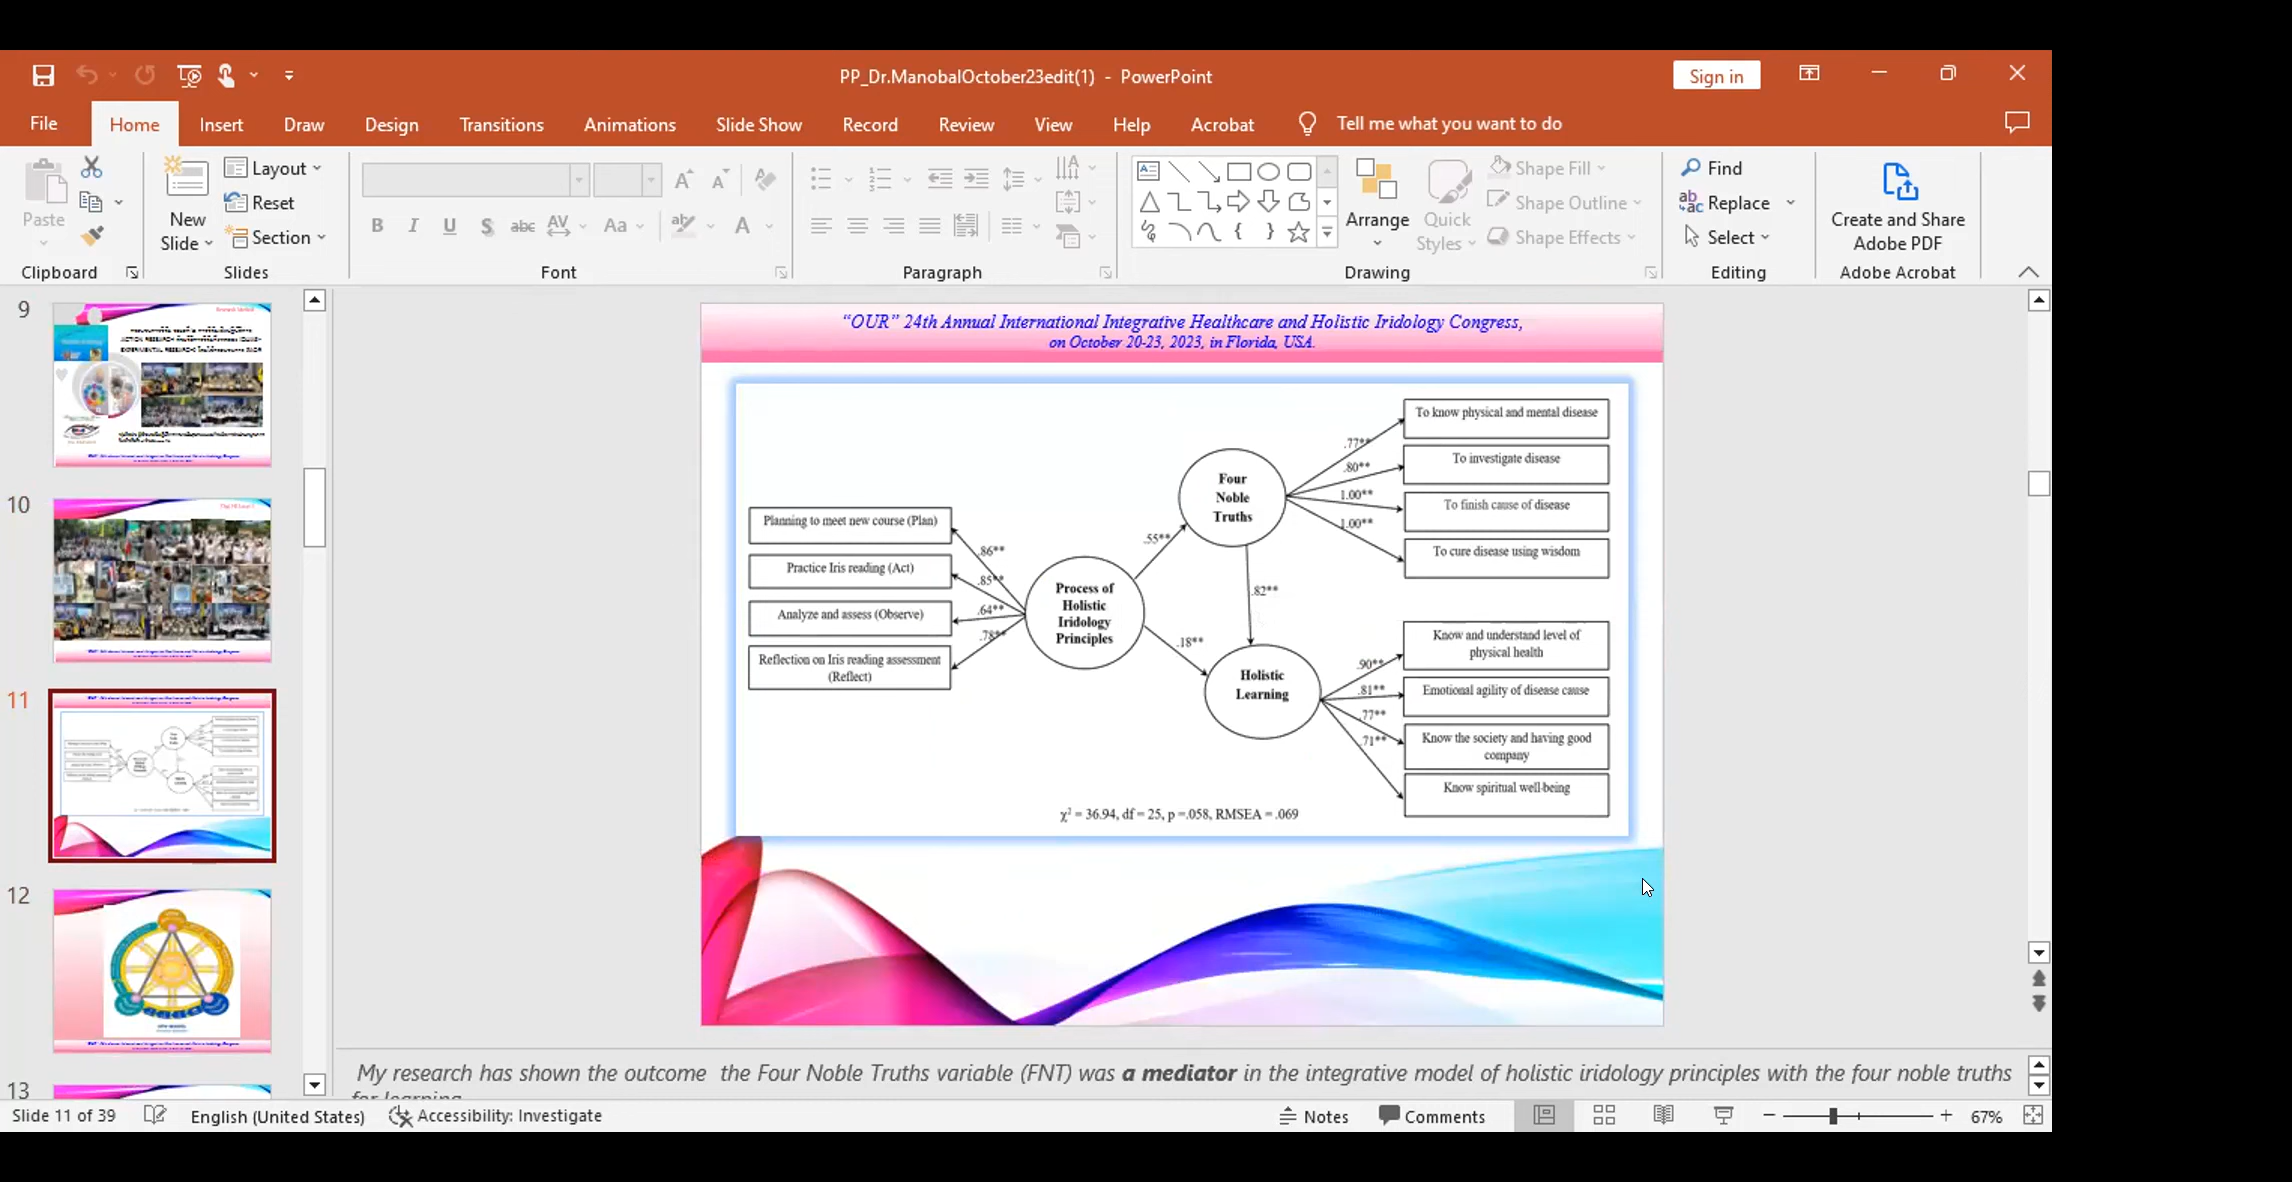 PP_Dr.ManobalOctober23edit(1) - PowerPoint
Sign in
File Home Insert Draw Design Transitions Animations Slide Show Record Review View Help Acrobat Tell me what you want to do
Paste
Clipboard
New Slide
Layout
Reset
Section
Slides
Font
Paragraph
Arrange
Quick Styles
Shape Fill
Shape Outline
Shape Effects
Drawing
Find
Replace
Select
Editing
Create and Share
Adobe PDF
Adobe Acrobat
9
10
11
12
13
“OUR” 24th Annual International Integrative Healthcare and Holistic Iridology Congress,
on October 20-23, 2023, in Florida, USA.
Planning to meet new course (Plan)
Practice Iris reading (Act)
Analyze and assess (Observe)
Reflection on Iris reading assessment
(Reflect)
.86**
.85**
.64**
.78**
Process of
Holistic
Iridology
Principles
.55**
.18**
Four
Noble
Truths
.82**
Holistic
Learning
.77**
.80**
1.00**
1.00**
To know physical and mental disease
To investigate disease
To finish cause of disease
To cure disease using wisdom
.90**
.81**
.77**
.71**
Know and understand level of
physical health
Emotional agility of disease cause
Know the society and having good
company
Know spiritual well-being
χ² = 36.94, df = 25, p =.058, RMSEA = .069
My research has shown the outcome the Four Noble Truths variable (FNT) was a mediator in the integrative model of holistic iridology principles with the four noble truths
for learning
Slide 11 of 39 English (United States) Accessibility: Investigate Notes Comments 67%